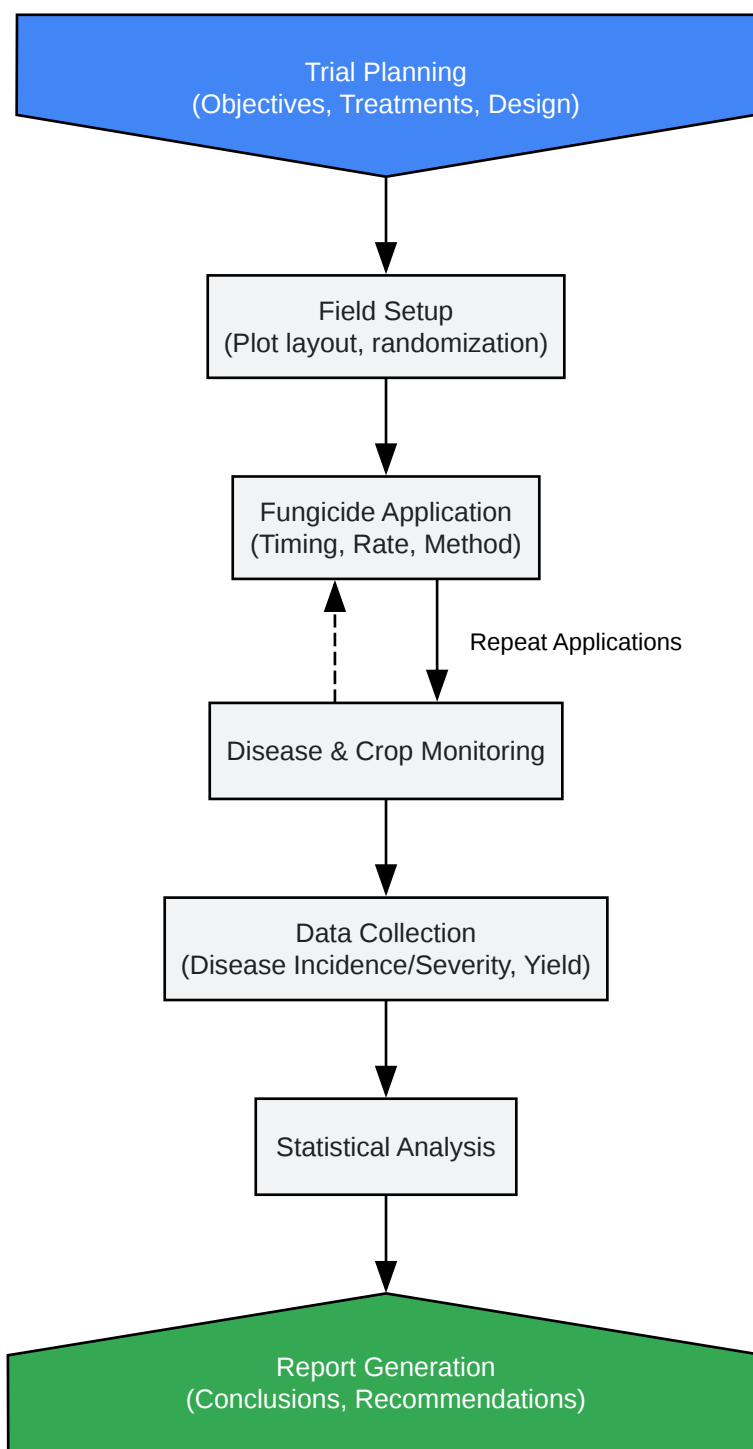 Trial Planning
(Objectives, Treatments, Design)
Field Setup
(Plot layout, randomization)
Fungicide Application
(Timing, Rate, Method)
Repeat Applications
Disease & Crop Monitoring
Data Collection
(Disease Incidence/Severity, Yield)
Statistical Analysis
Report Generation
(Conclusions, Recommendations)